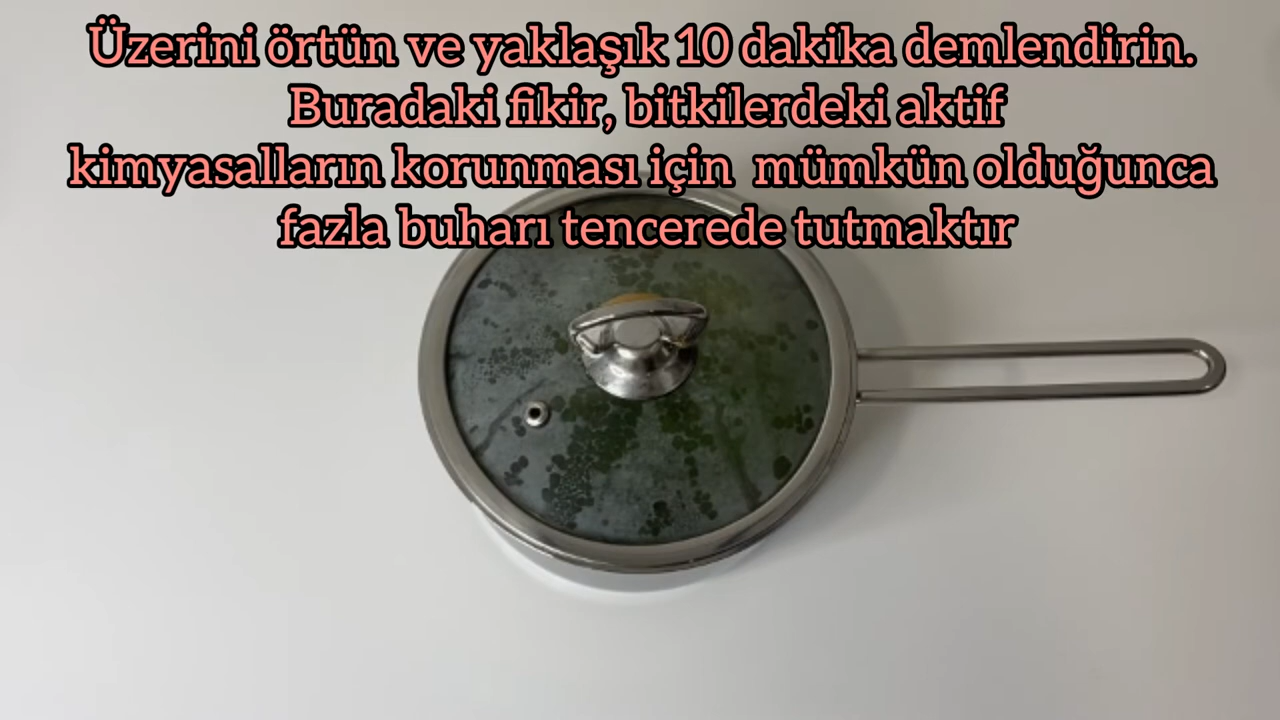 Üzerini örtün ve yaklaşık 10 dakika demlendirin.
Buradaki fikir, bitkilerdeki aktif
kimyasalların korunması için mümkün olduğunca
fazla buharı tencerede tutmaktır